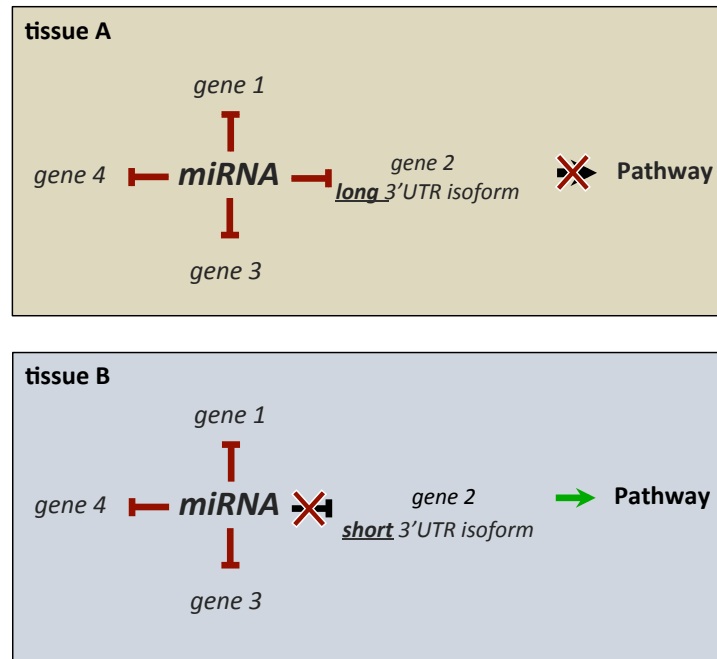 tissue A
gene 1
gene 4 miRNA gene 2 Pathway
long 3’UTR isoform
gene 3
tissue B
gene 1
gene 4 miRNA gene 2 Pathway
short 3’UTR isoform
gene 3